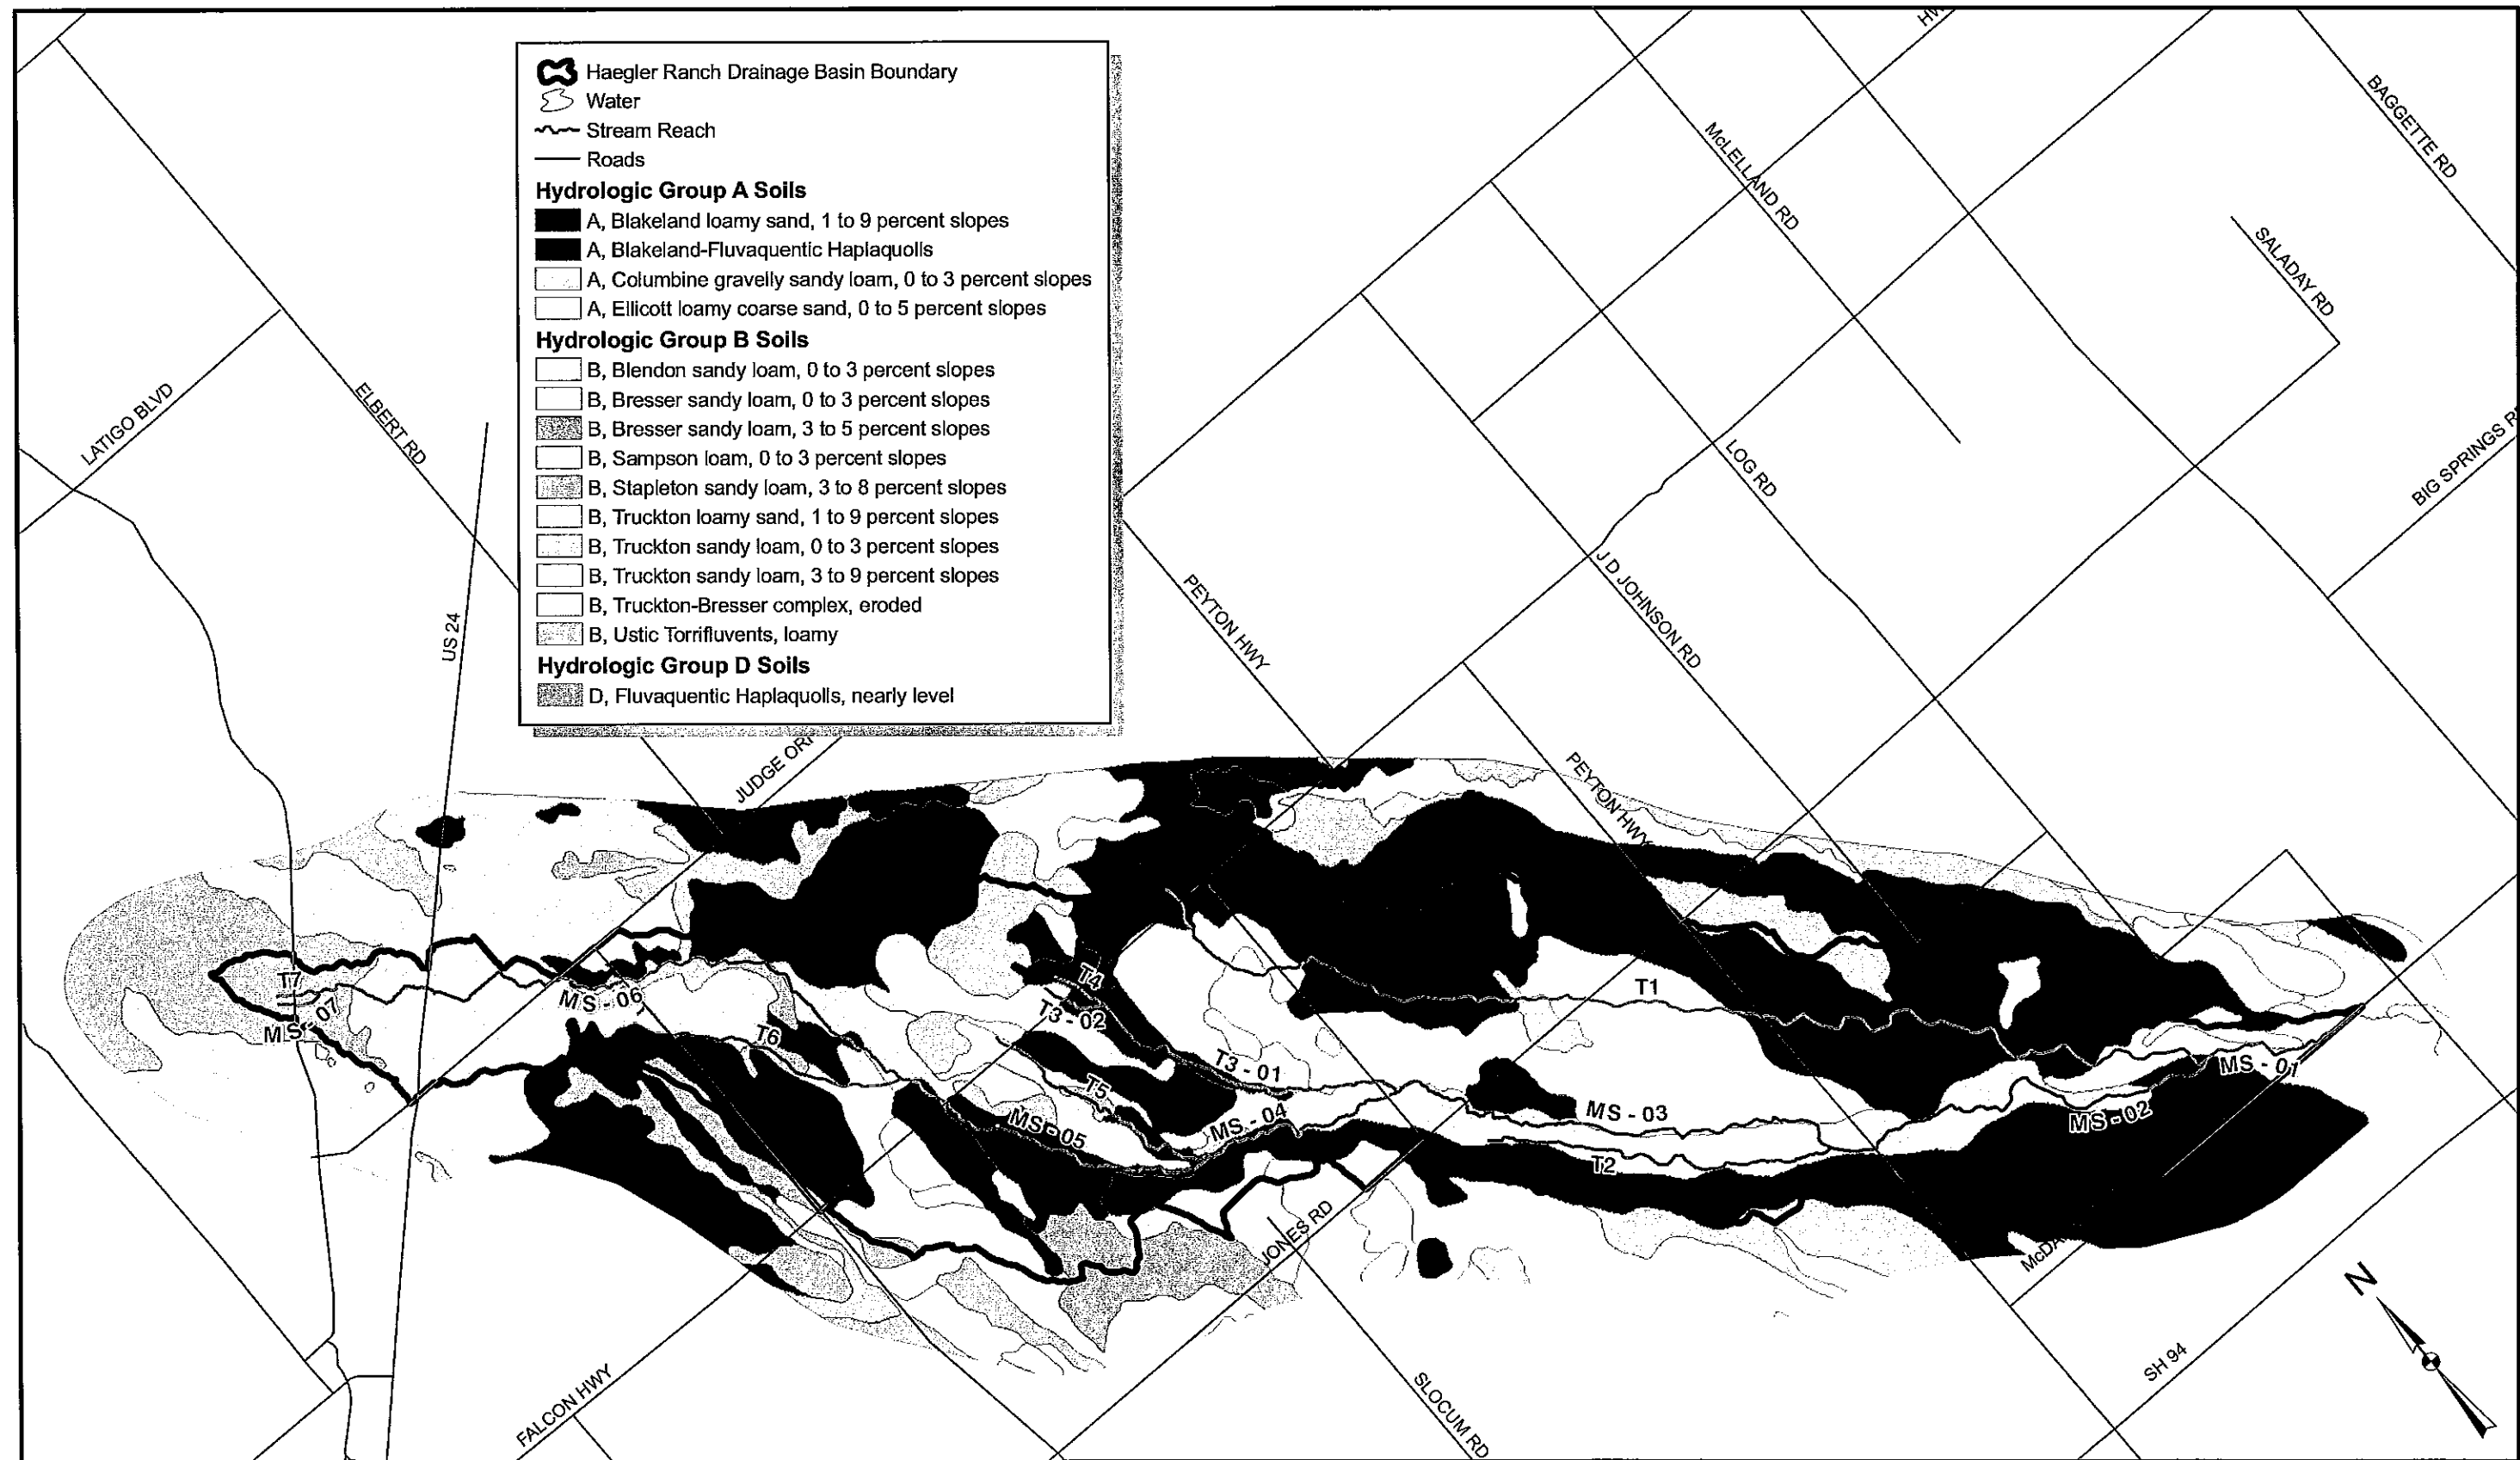 HW
BAGGETTE RD
McLELLAND RD
SALADAY RD
Haegler Ranch Drainage Basin Boundary
Water
Stream Reach
Roads
Hydrologic Group A Soils
A, Blakeland loamy sand, 1 to 9 percent slopes
A, Blakeland-Fluvaquentic Haplaquolls
A, Columbine gravelly sandy loam, 0 to 3 percent slopes
A, Ellicott loamy coarse sand, 0 to 5 percent slopes
Hydrologic Group B Soils
B, Blendon sandy loam, 0 to 3 percent slopes
B, Bresser sandy loam, 0 to 3 percent slopes
B, Bresser sandy loam, 3 to 5 percent slopes
B, Sampson loam, 0 to 3 percent slopes
B, Stapleton sandy loam, 3 to 8 percent slopes
B, Truckton loamy sand, 1 to 9 percent slopes
B, Truckton sandy loam, 0 to 3 percent slopes
B, Truckton sandy loam, 3 to 9 percent slopes
B, Truckton-Bresser complex, eroded
B, Ustic Torrifluvents, loamy
Hydrologic Group D Soils
D, Fluvaquentic Haplaquolls, nearly level
LATIGO BLVD
ELBERT RD
US 24
LOG RD
BIG SPRINGS R
PEYTON HWY
J D JOHNSON RD
JUDGE OR
PEYTON HWY
T7
MS - 07
MS - 06
T6
T4
T3 - 02
T3 - 01
T5
MS - 05
MS - 04
T1
MS - 03
T2
MS - 02
MS - 01
JONES RD
McDA
N
SH 94
FALCON HWY
SLOCUM RD